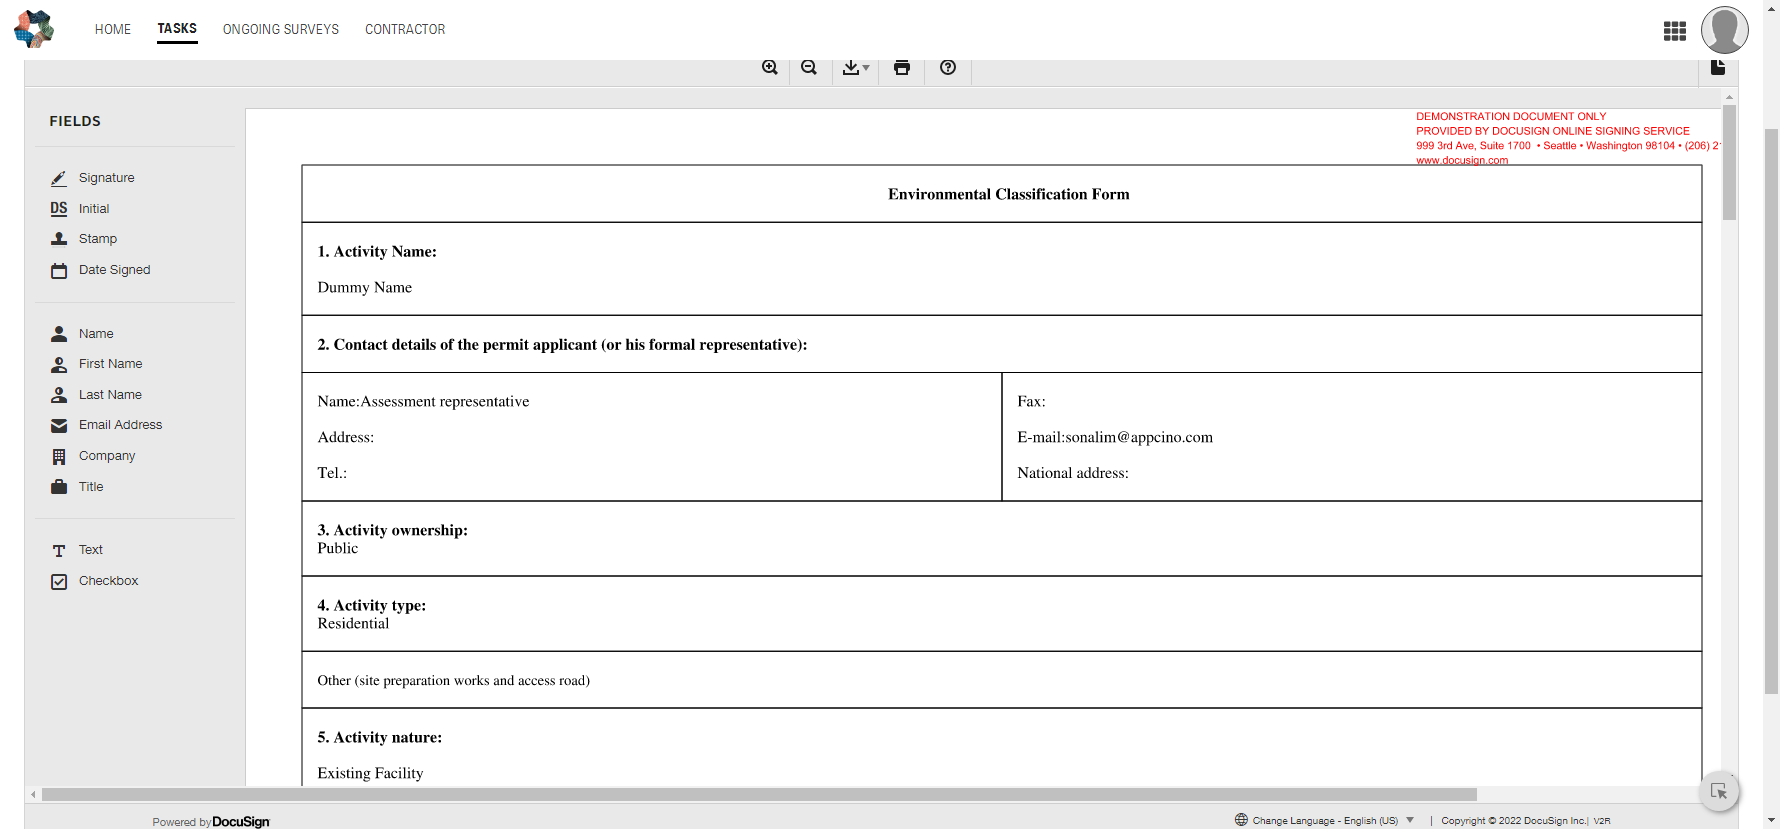 HOME TASKS ONGOING SURVEYS CONTRACTOR
FIELDS
Signature
DS Initial
Stamp
Date Signed
Name
First Name
Last Name
Email Address
Company
Title
Text
Checkbox
DEMONSTRATION DOCUMENT ONLY
PROVIDED BY DOCUSIGN ONLINE SIGNING SERVICE
999 3rd Ave, Suite 1700 • Seattle • Washington 98104 • (206) 2
www.docusign.com
Environmental Classification Form
1. Activity Name:
Dummy Name
2. Contact details of the permit applicant (or his formal representative):
Name:Assessment representative
Address:
Tel.:
Fax:
E-mail:sonalim@appcino.com
National address:
3. Activity ownership:
Public
4. Activity type:
Residential
Other (site preparation works and access road)
5. Activity nature:
Existing Facility
Powered by DocuSign
Change Language - English (US) | Copyright © 2022 DocuSign Inc.| V2R